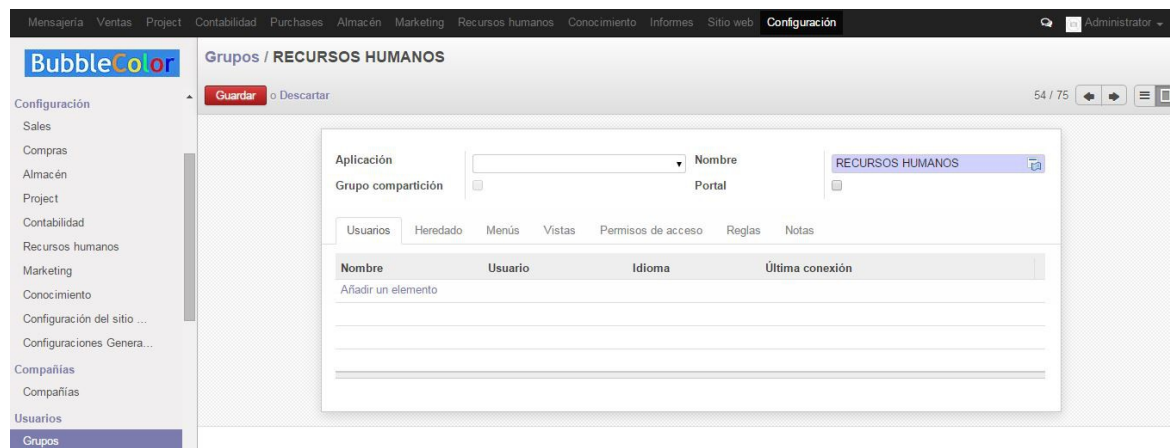 Mensajería Ventas Project Contabilidad Purchases Almacén Marketing Recursos humanos Conocimiento Informes Sitio web Configuración Administrator
BubbleColor
Grupos / RECURSOS HUMANOS
Guardar o Descartar 54 / 75
Configuración
Sales
Compras
Almacén
Project
Contabilidad
Recursos humanos
Marketing
Conocimiento
Configuración del sitio ...
Configuraciones Genera...
Compañías
Compañías
Usuarios
Grupos
Aplicación Nombre RECURSOS HUMANOS
Grupo compartición Portal
Usuarios Heredado Menús Vistas Permisos de acceso Reglas Notas
Nombre Usuario Idioma Última conexión
Añadir un elemento